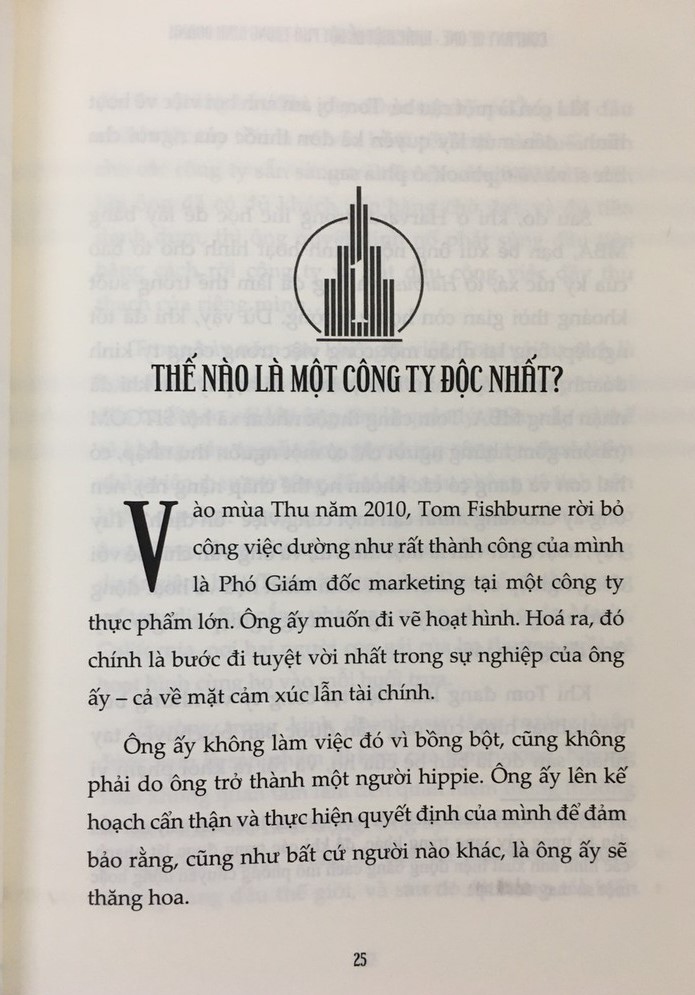 1
THẾ NÀO LÀ MỘT CÔNG TY ĐỘC NHẤT?
Vào mùa Thu năm 2010, Tom Fishburne rời bỏ
công việc dường như rất thành công của mình
là Phó Giám đốc marketing tại một công ty
thực phẩm lớn. Ông ấy muốn đi vẽ hoạt hình. Hoá ra, đó
chính là bước đi tuyệt vời nhất trong sự nghiệp của ông
ấy – cả về mặt cảm xúc lẫn tài chính.
Ông ấy không làm việc đó vì bồng bột, cũng không
phải do ông trở thành một người hippie. Ông ấy lên kế
hoạch cẩn thận và thực hiện quyết định của mình để đảm
bảo rằng, cũng như bất cứ người nào khác, là ông ấy sẽ
thăng hoa.
25